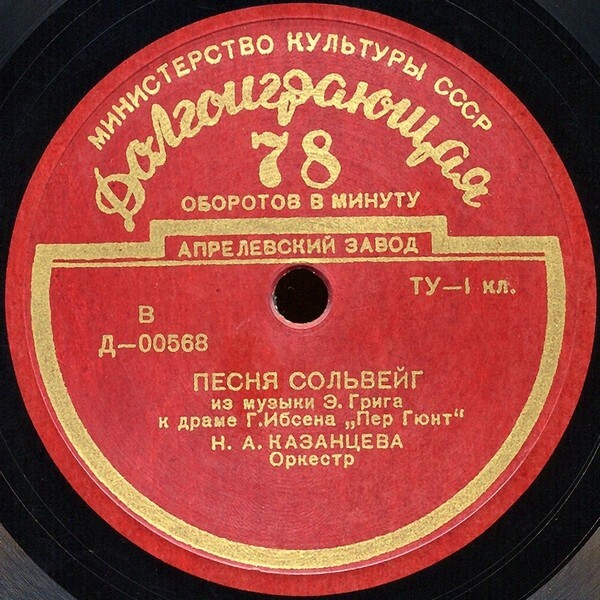 МИНИСТЕРСТВО КУЛЬТУРЫ СССР
Долгоиграющая
78
ОБОРОТОВ В МИНУТУ
АПРЕЛЕВСКИЙ ЗАВОД
ТУ—I кл.
В
Д—00568
ПЕСНЯ СОЛЬВЕЙГ
из музыки Э. Грига
к драме Г.Ибсена „Пер Гюнт“
Н. А. КАЗАНЦЕВА
Оркестр